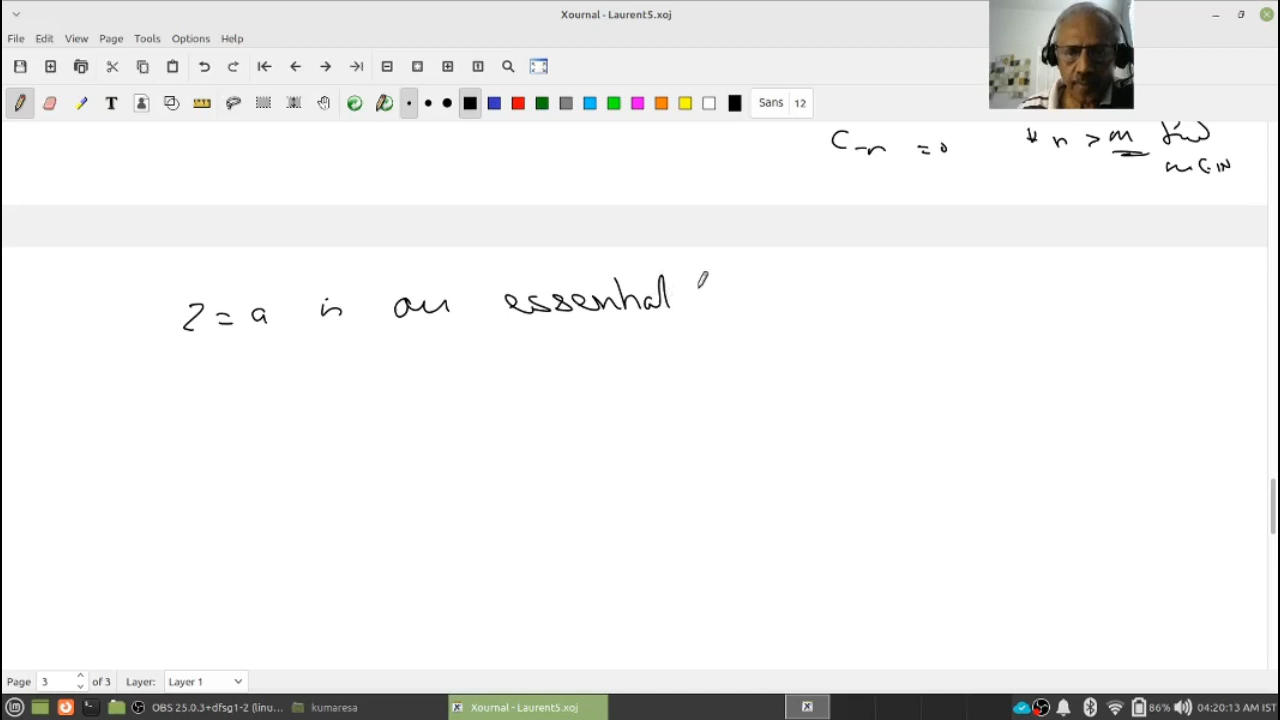 Xournal - Laurent5.xoj
File Edit View Page Tools Options Help
Sans 12
C-n = 0 ∀ n > m
m ∈ ℕ
z = a is an essential
Page 3 of 3 Layer: Layer 1
OBS 25.0.3+dfsg1-2 (linu... kumaresa Xournal - Laurent5.xoj 86% 04:20:13 AM IST